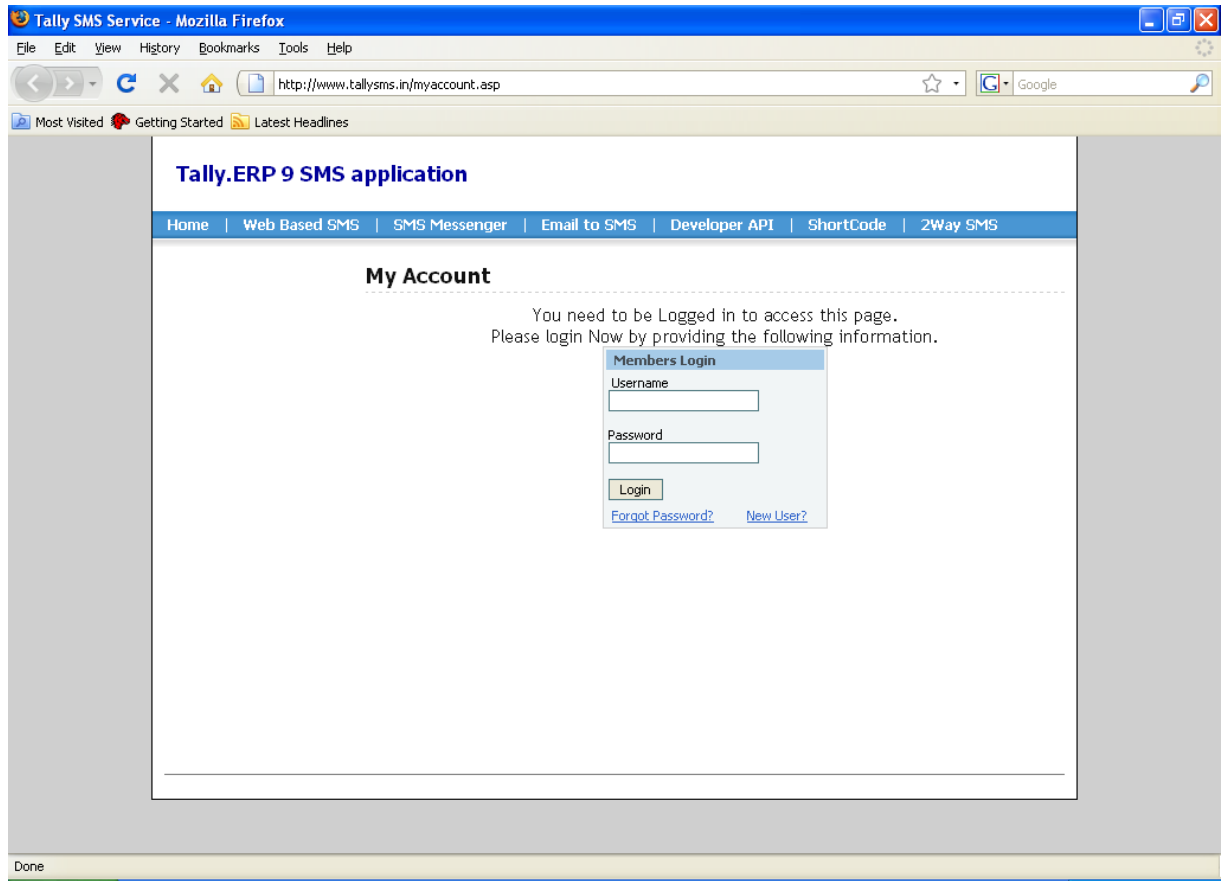 Tally SMS Service - Mozilla Firefox
File Edit View History Bookmarks Tools Help
http://www.tallysms.in/myaccount.asp
G Google
Most Visited Getting Started Latest Headlines
Tally.ERP 9 SMS application
Home | Web Based SMS | SMS Messenger | Email to SMS | Developer API | ShortCode | 2Way SMS
My Account
You need to be Logged in to access this page.
Please login Now by providing the following information.
Members Login
Username
Password
Login
Forgot Password? New User?
Done